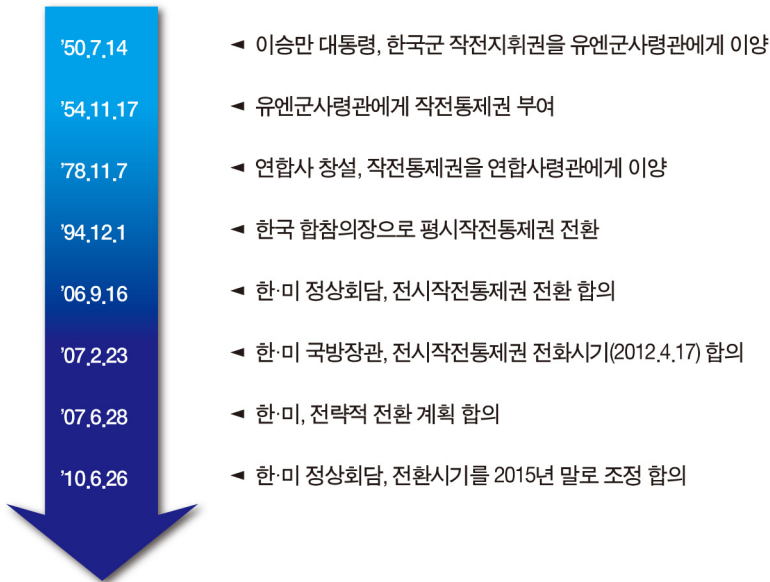 '50.7.14 ◄ 이승만 대통령, 한국군 작전지휘권을 유엔군사령관에게 이양
'54.11.17 ◄ 유엔군사령관에게 작전통제권 부여
'78.11.7 ◄ 연합사 창설, 작전통제권을 연합사령관에게 이양
'94.12.1 ◄ 한국 합참의장으로 평시작전통제권 전환
'06.9.16 ◄ 한·미 정상회담, 전시작전통제권 전환 합의
'07.2.23 ◄ 한·미 국방장관, 전시작전통제권 전화시기(2012.4.17) 합의
'07.6.28 ◄ 한·미, 전략적 전환 계획 합의
'10.6.26 ◄ 한·미 정상회담, 전환시기를 2015년 말로 조정 합의